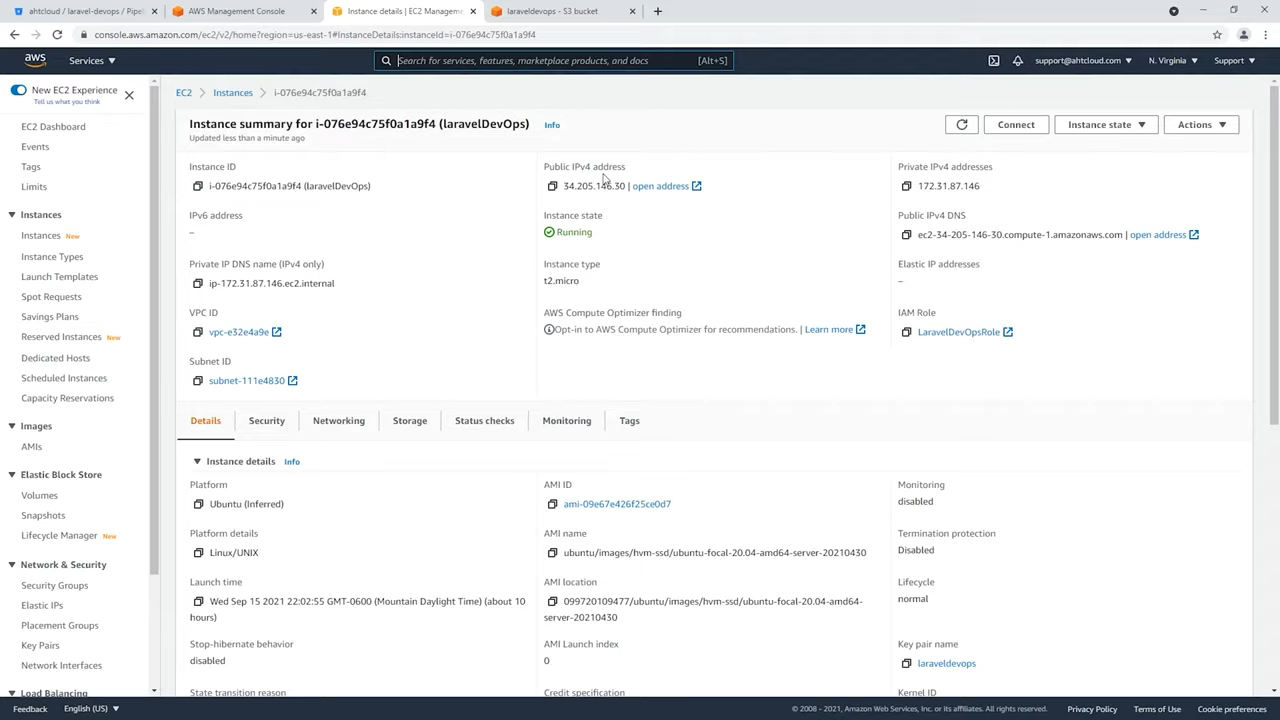 ahtcloud / laravel-devops / Pipel
AWS Management Console
Instance details | EC2 Manageme
laraveldevops - S3 bucket
console.aws.amazon.com/ec2/v2/home?region=us-east-1#InstanceDetails:instanceId=i-076e94c75f0a1a9f4
aws
Services
Search for services, features, marketplace products, and docs
[Alt+S]
support@ahtcloud.com
N. Virginia
Support
New EC2 Experience
Tell us what you think
EC2 Dashboard
Events
Tags
Limits
Instances
Instances New
Instance Types
Launch Templates
Spot Requests
Savings Plans
Reserved Instances New
Dedicated Hosts
Scheduled Instances
Capacity Reservations
Images
AMIs
Elastic Block Store
Volumes
Snapshots
Lifecycle Manager New
Network & Security
Security Groups
Elastic IPs
Placement Groups
Key Pairs
Network Interfaces
Load Balancing
EC2 > Instances > i-076e94c75f0a1a9f4
Instance summary for i-076e94c75f0a1a9f4 (laravelDevOps) Info
Updated less than a minute ago
Connect
Instance state
Actions
Instance ID
i-076e94c75f0a1a9f4 (laravelDevOps)
Public IPv4 address
34.205.146.30 | open address
Private IPv4 addresses
172.31.87.146
IPv6 address
–
Instance state
Running
Public IPv4 DNS
ec2-34-205-146-30.compute-1.amazonaws.com | open address
Private IP DNS name (IPv4 only)
ip-172.31.87.146.ec2.internal
Instance type
t2.micro
Elastic IP addresses
–
VPC ID
vpc-e32e4a9e
AWS Compute Optimizer finding
Opt-in to AWS Compute Optimizer for recommendations. | Learn more
IAM Role
LaravelDevOpsRole
Subnet ID
subnet-111e4830
Details
Security
Networking
Storage
Status checks
Monitoring
Tags
Instance details Info
Platform
Ubuntu (Inferred)
AMI ID
ami-09e67e426f25ce0d7
Monitoring
disabled
Platform details
Linux/UNIX
AMI name
ubuntu/images/hvm-ssd/ubuntu-focal-20.04-amd64-server-20210430
Termination protection
Disabled
Launch time
Wed Sep 15 2021 22:02:55 GMT-0600 (Mountain Daylight Time) (about 10
hours)
AMI location
099720109477/ubuntu/images/hvm-ssd/ubuntu-focal-20.04-amd64-
server-20210430
Lifecycle
normal
Stop-hibernate behavior
disabled
AMI Launch index
0
Key pair name
laraveldevops
State transition reason
Credit specification
Kernel ID
Feedback
English (US)
© 2008 - 2021, Amazon Web Services, Inc. or its affiliates. All rights reserved.
Privacy Policy
Terms of Use
Cookie preferences